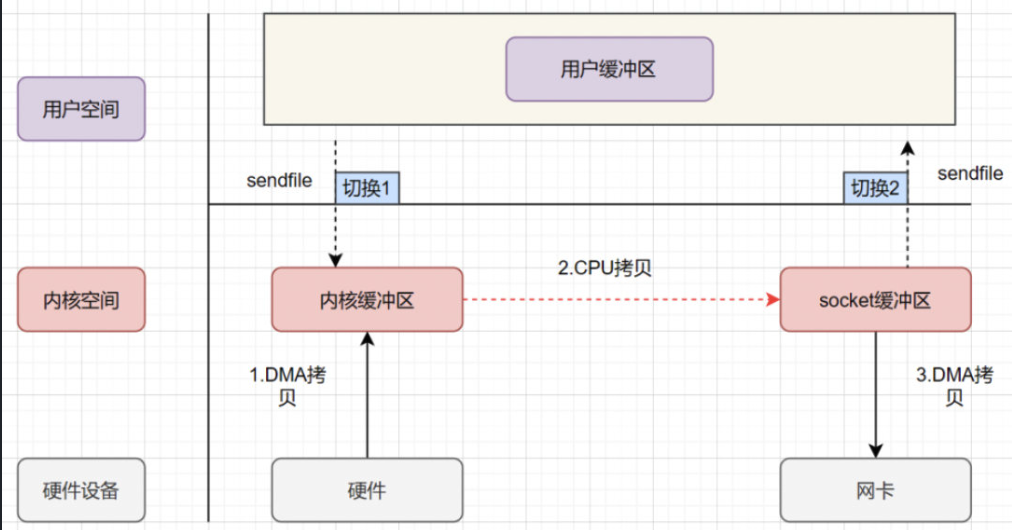 用户缓冲区
用户空间
sendfile
切换1
切换2
sendfile
2.CPU拷贝
内核空间
内核缓冲区
socket缓冲区
1.DMA拷
贝
3.DMA拷
贝
硬件设备
硬件
网卡